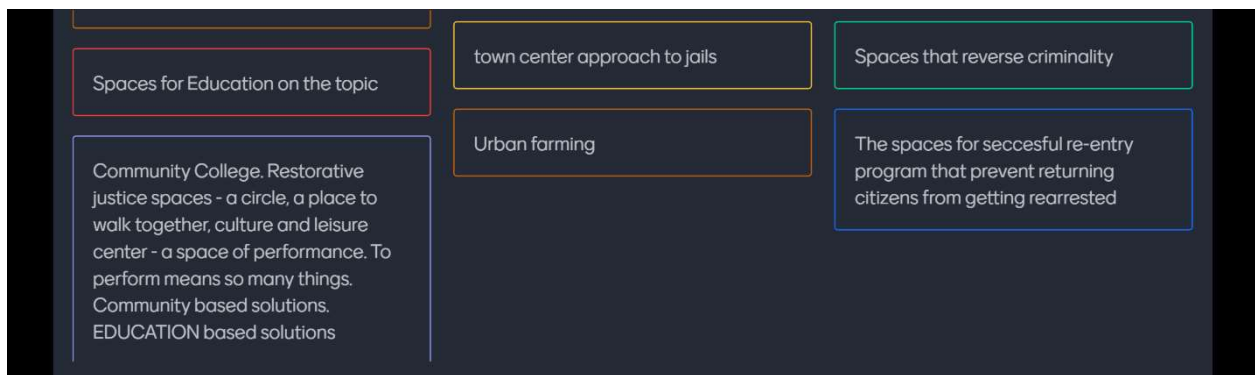 Spaces for Education on the topic
Community College. Restorative
justice spaces - a circle, a place to
walk together, culture and leisure
center - a space of performance. To
perform means so many things.
Community based solutions.
EDUCATION based solutions
town center approach to jails
Urban farming
Spaces that reverse criminality
The spaces for seccesful re-entry
program that prevent returning
citizens from getting rearrested